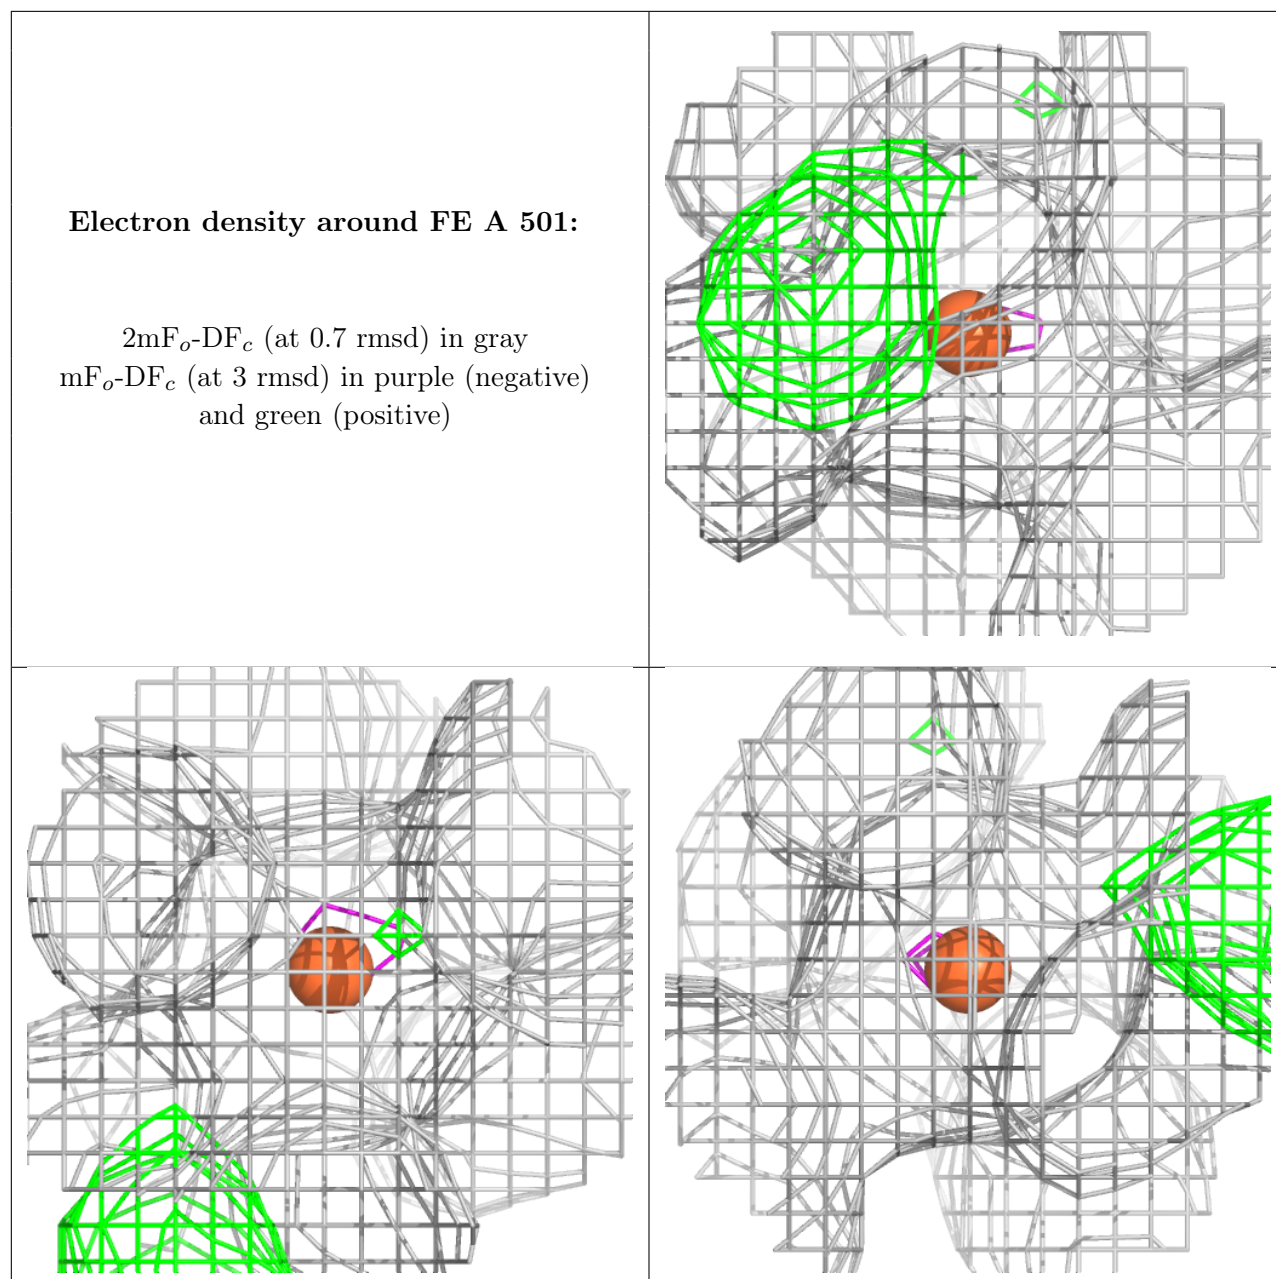 Electron density around FE A 501:
2mFₒ-DF𝒸 (at 0.7 rmsd) in gray
mFₒ-DF𝒸 (at 3 rmsd) in purple (negative)
and green (positive)